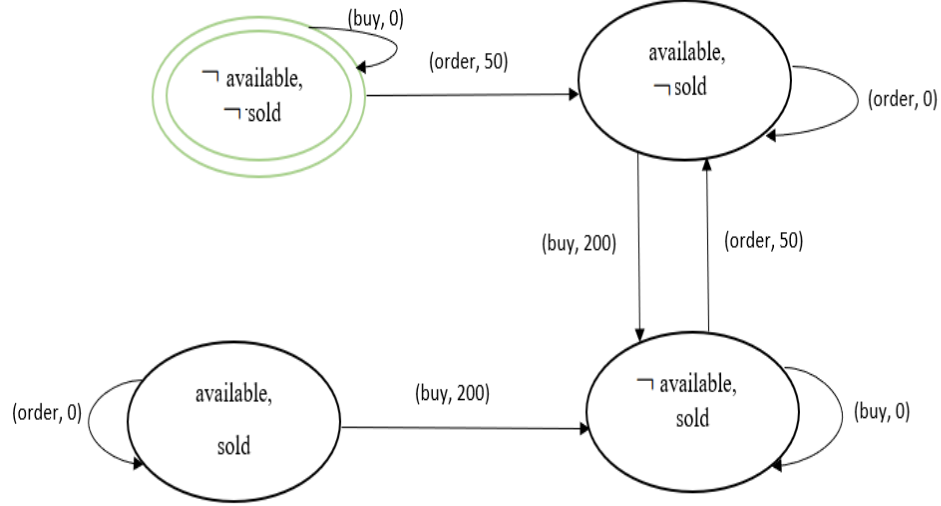 (buy, 0)
¬ available,
¬ sold
(order, 50)
available,
¬ sold
(order, 0)
(buy, 200)
(order, 50)
available,
sold
(order, 0)
(buy, 200)
¬ available,
sold
(buy, 0)